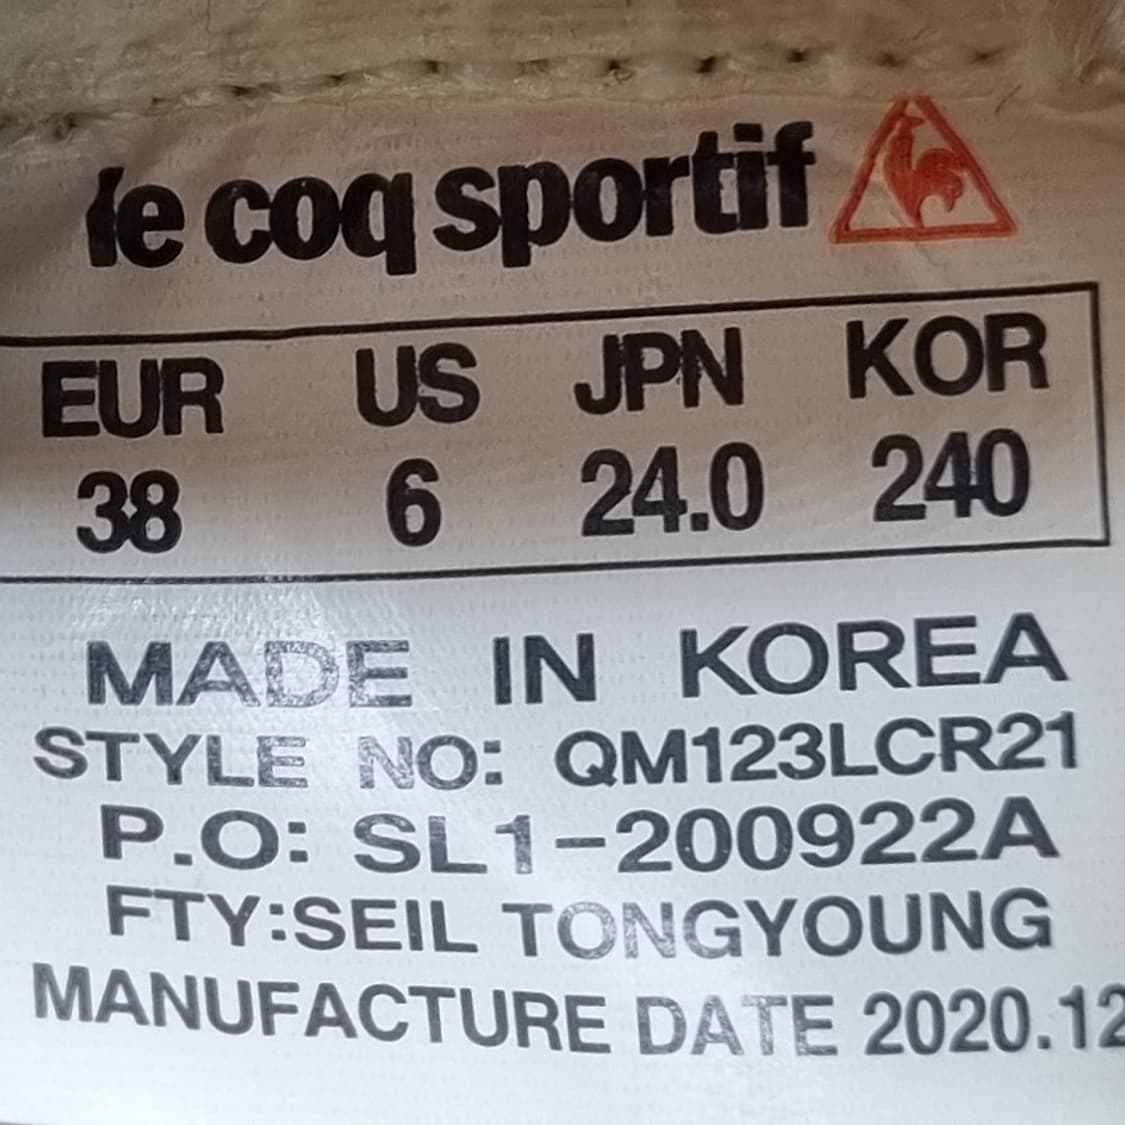 le coq sportif
EUR US JPN KOR
38 6 24.0 240
MADE IN KOREA
STYLE NO: QM123LCR21
P.O: SL1-200922A
FTY:SEIL TONGYOUNG
MANUFACTURE DATE 2020.12